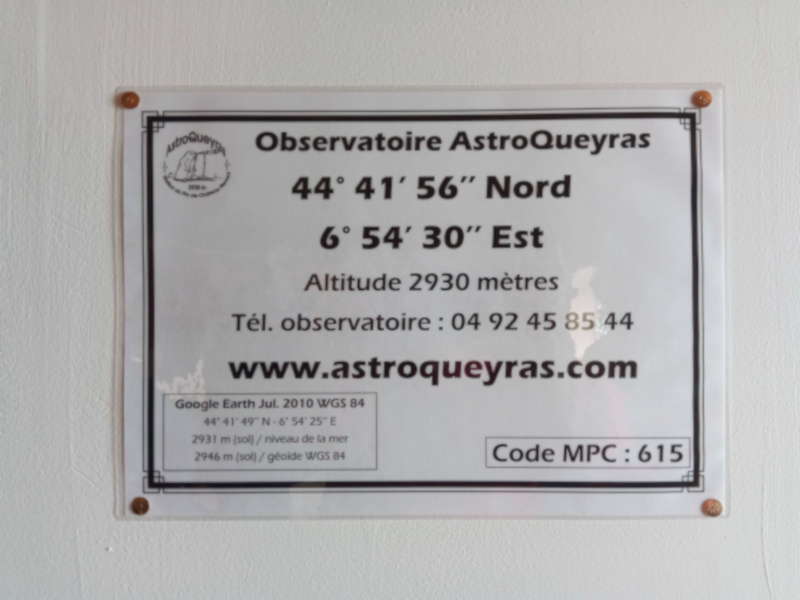 AstroQueyras
Observatoire AstroQueyras
44° 41′ 56′′ Nord
6° 54′ 30′′ Est
Altitude 2930 mètres
Tél. observatoire : 04 92 45 85 44
www.astroqueyras.com
Google Earth Jul. 2010 WGS 84
44° 41' 49'' N - 6° 54' 25'' E
2931 m (sol) / niveau de la mer
2946 m (sol) / géoide WGS 84
Code MPC : 615